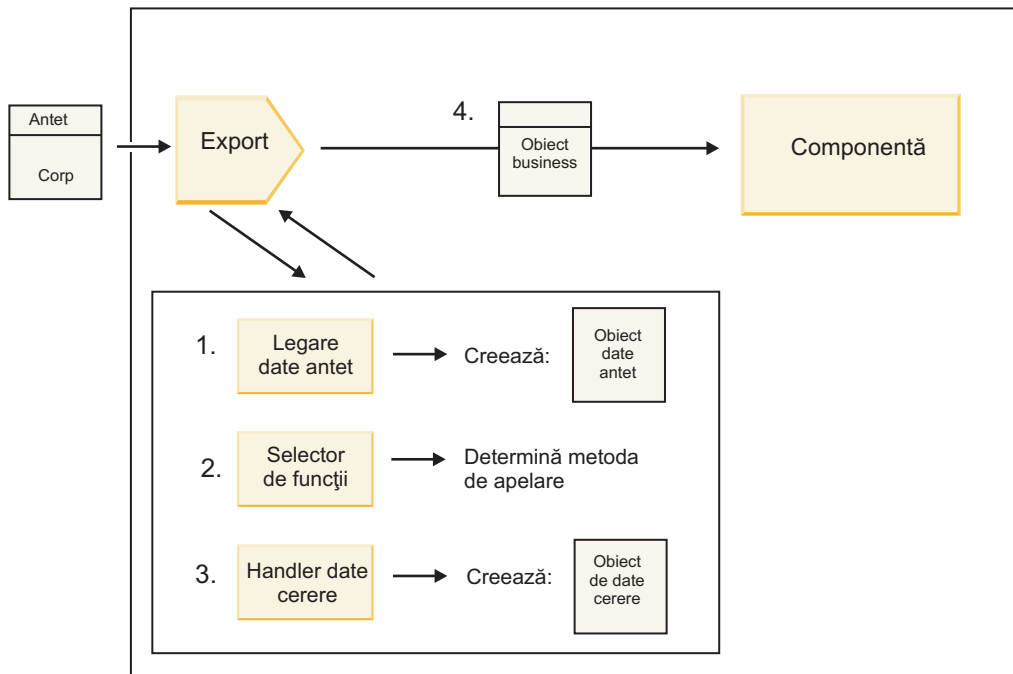 Antet
Corp
Export
4.
Obiect
business
Componentă
1.
Legare
date antet
Creează:
Obiect
date
antet
2.
Selector
de funcţii
Determină metoda
de apelare
3.
Handler date
cerere
Creează:
Obiect
de date
cerere